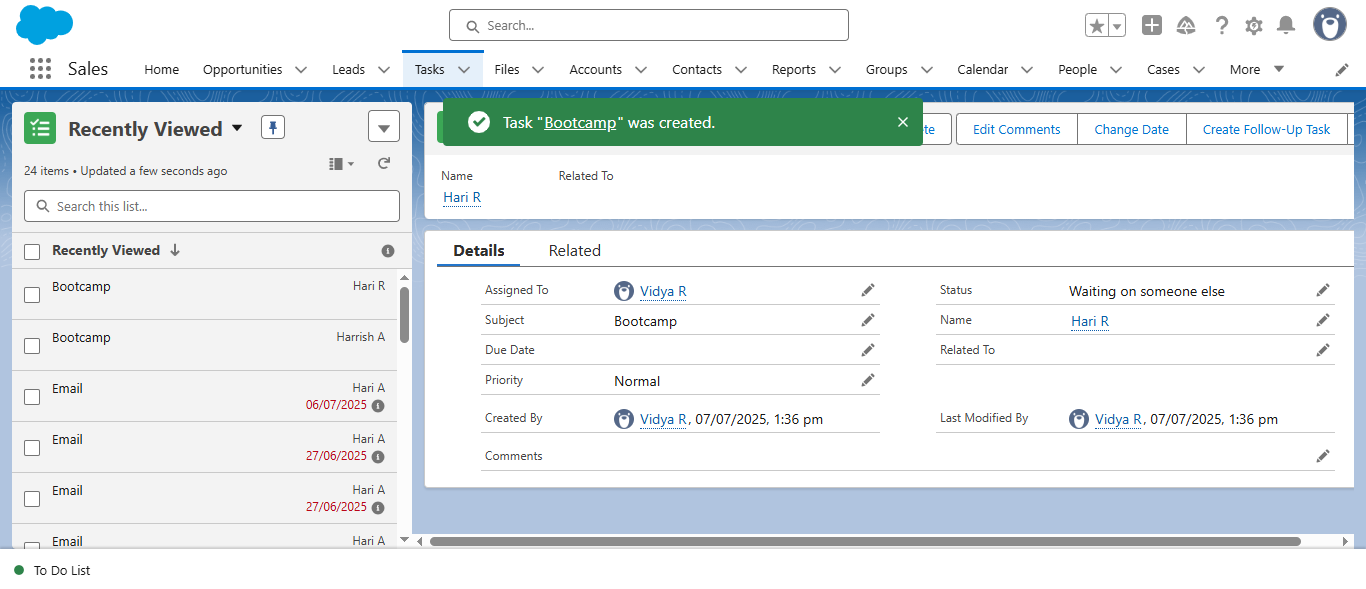 Search...
Sales
Home
Opportunities
Leads
Tasks
Files
Accounts
Contacts
Reports
Groups
Calendar
People
Cases
More
Recently Viewed
24 items • Updated a few seconds ago
Search this list...
Recently Viewed
Bootcamp Hari R
Bootcamp Harrish A
Email Hari A
06/07/2025
Email Hari A
27/06/2025
Email Hari A
27/06/2025
Email Hari A
Task "Bootcamp" was created.
Edit Comments
Change Date
Create Follow-Up Task
Name Related To
Hari R
Details Related
Assigned To Vidya R
Status Waiting on someone else
Subject Bootcamp
Name Hari R
Due Date
Related To
Priority Normal
Created By Vidya R, 07/07/2025, 1:36 pm
Last Modified By Vidya R, 07/07/2025, 1:36 pm
Comments
To Do List